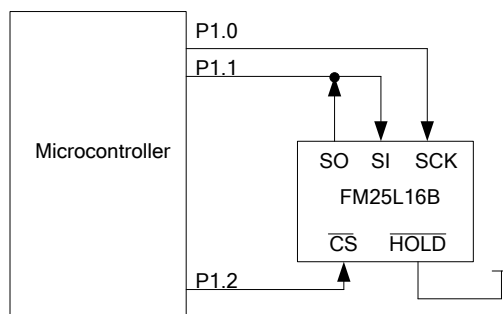 P1.0
P1.1
Microcontroller
SO SI SCK
FM25L16B
CS HOLD
P1.2